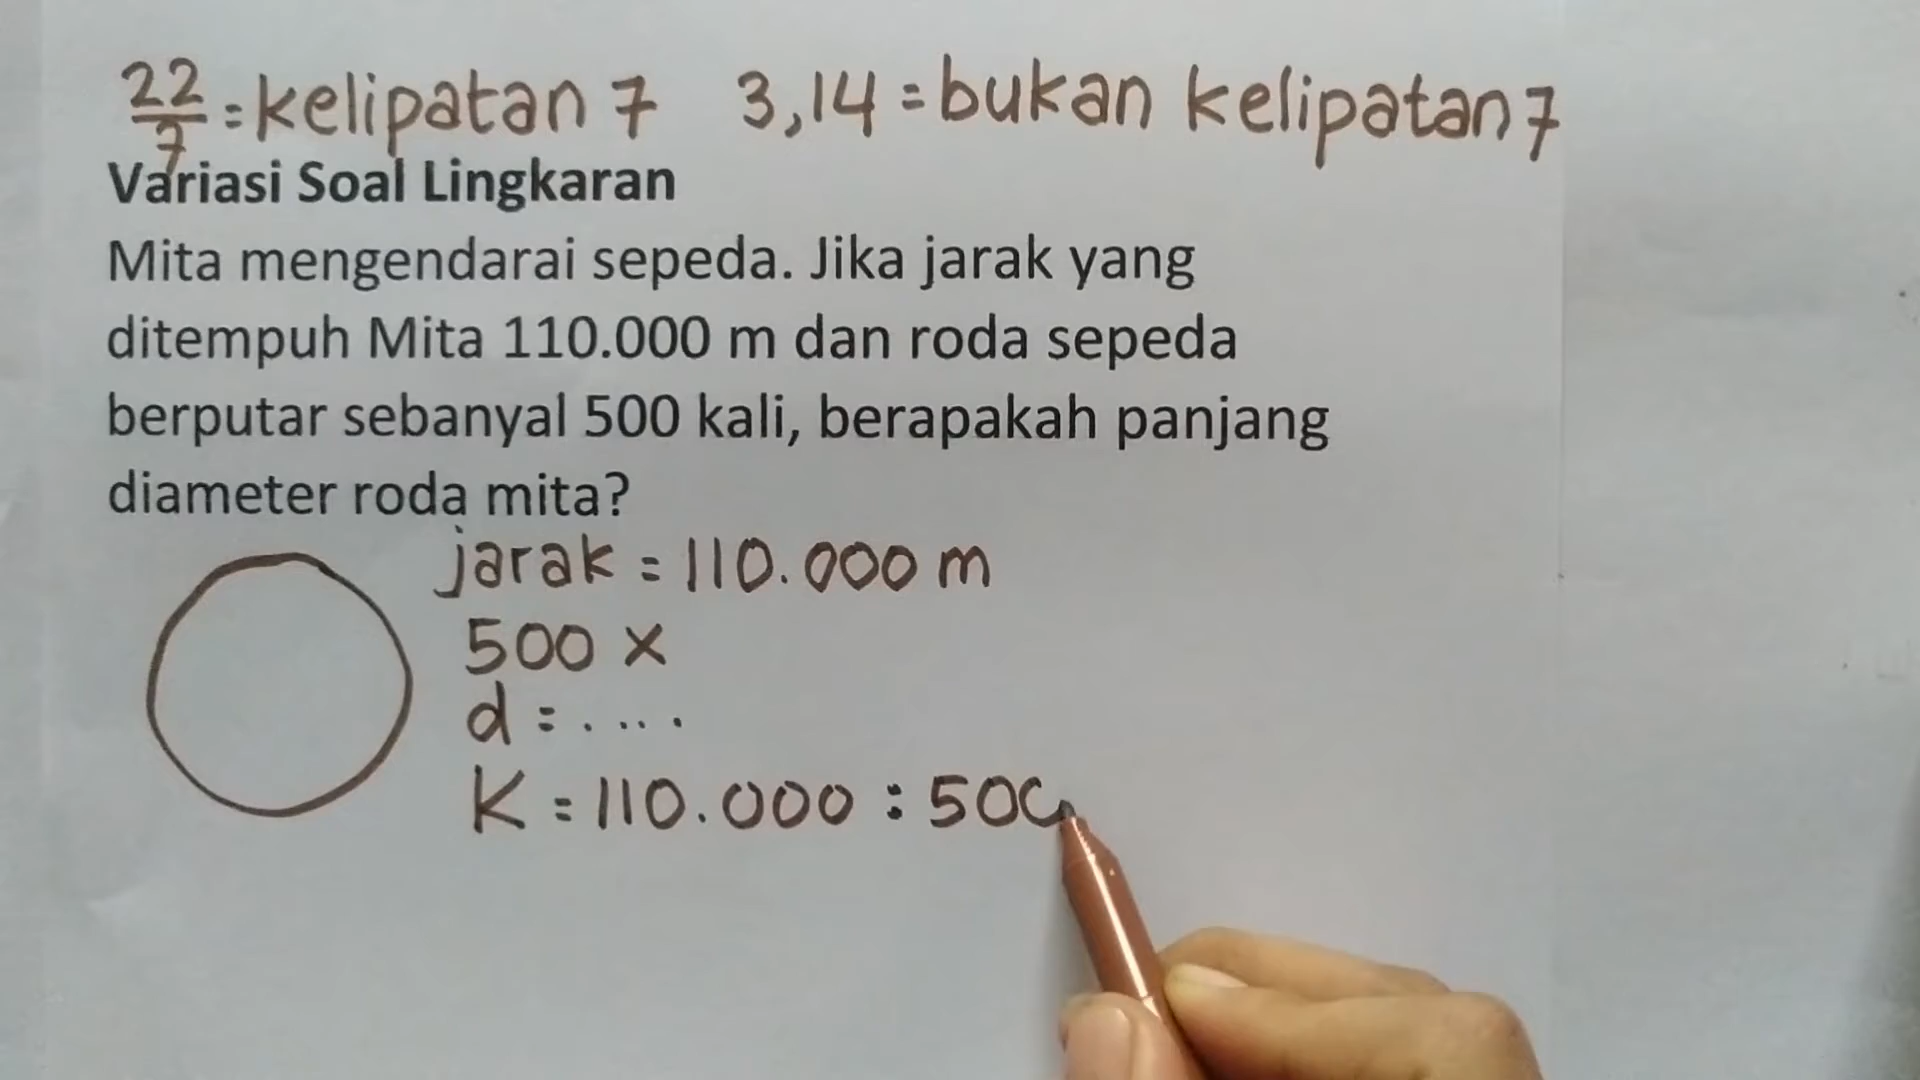 22/7 = kelipatan 7 3,14 = bukan kelipatan 7
Variasi Soal Lingkaran
Mita mengendarai sepeda. Jika jarak yang
ditempuh Mita 110.000 m dan roda sepeda
berputar sebanyal 500 kali, berapakah panjang
diameter roda mita?
jarak = 110.000 m
500 x
d = . ...
K = 110.000 : 500